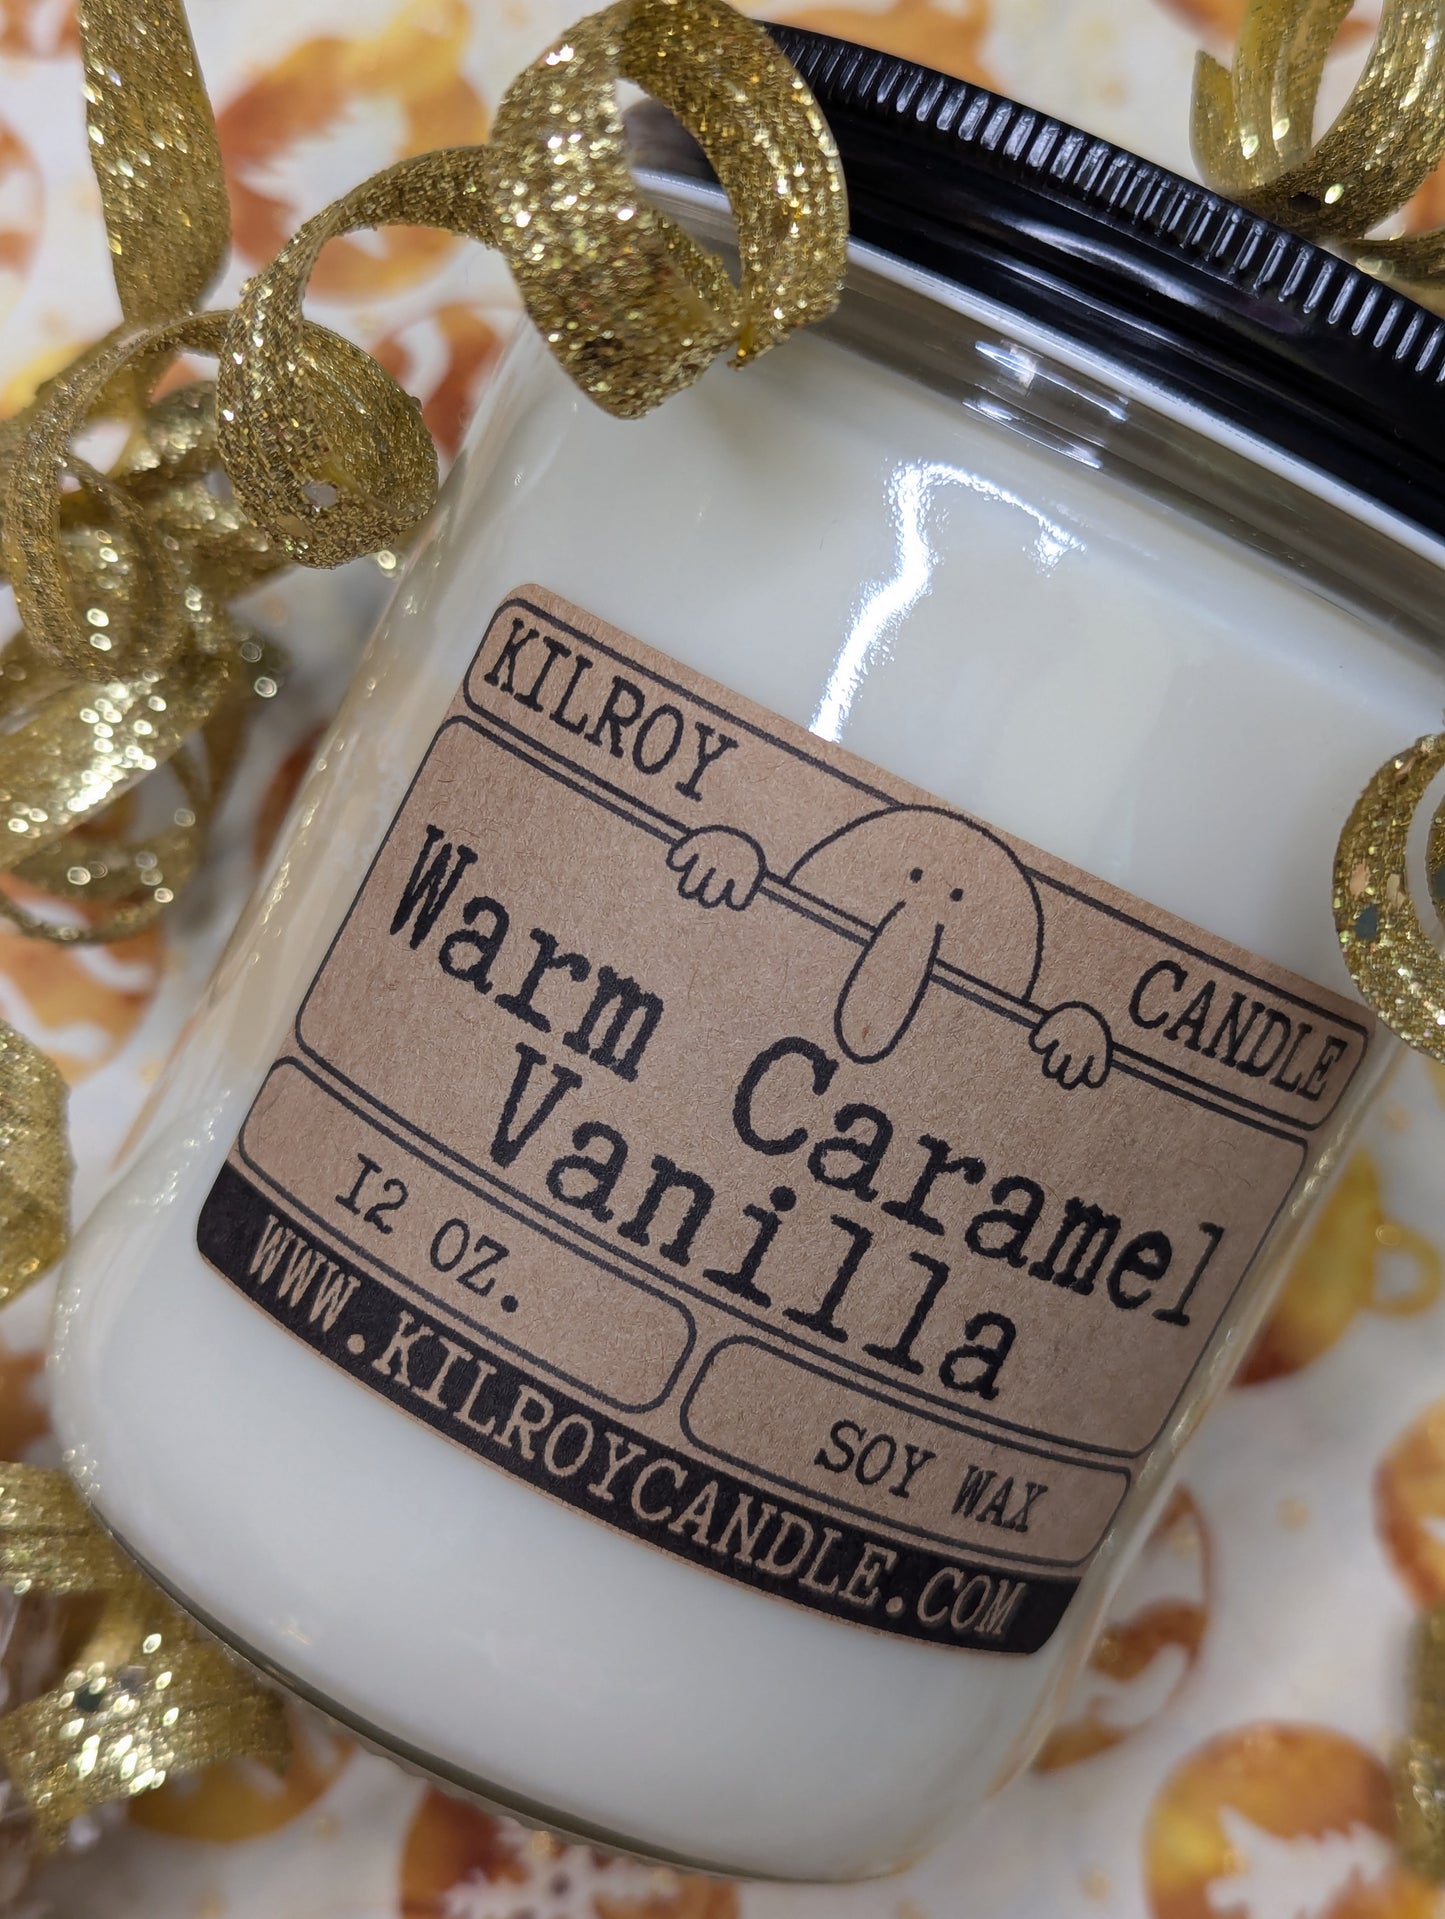 KILROY CANDLE
Warm Caramel
Vanilla
12 OZ.
SOY WAX
WWW.KILROYCANDLE.COM